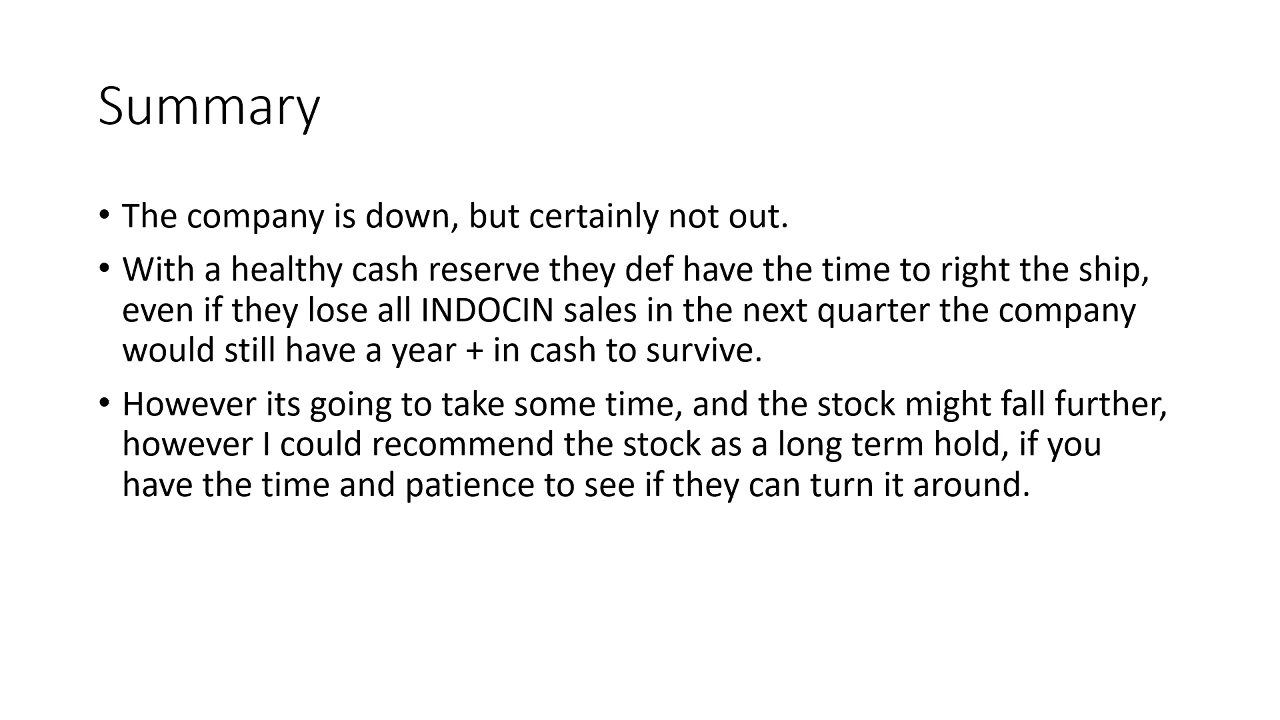 Summary
• The company is down, but certainly not out.
• With a healthy cash reserve they def have the time to right the ship,
even if they lose all INDOCIN sales in the next quarter the company
would still have a year + in cash to survive.
• However its going to take some time, and the stock might fall further,
however I could recommend the stock as a long term hold, if you
have the time and patience to see if they can turn it around.